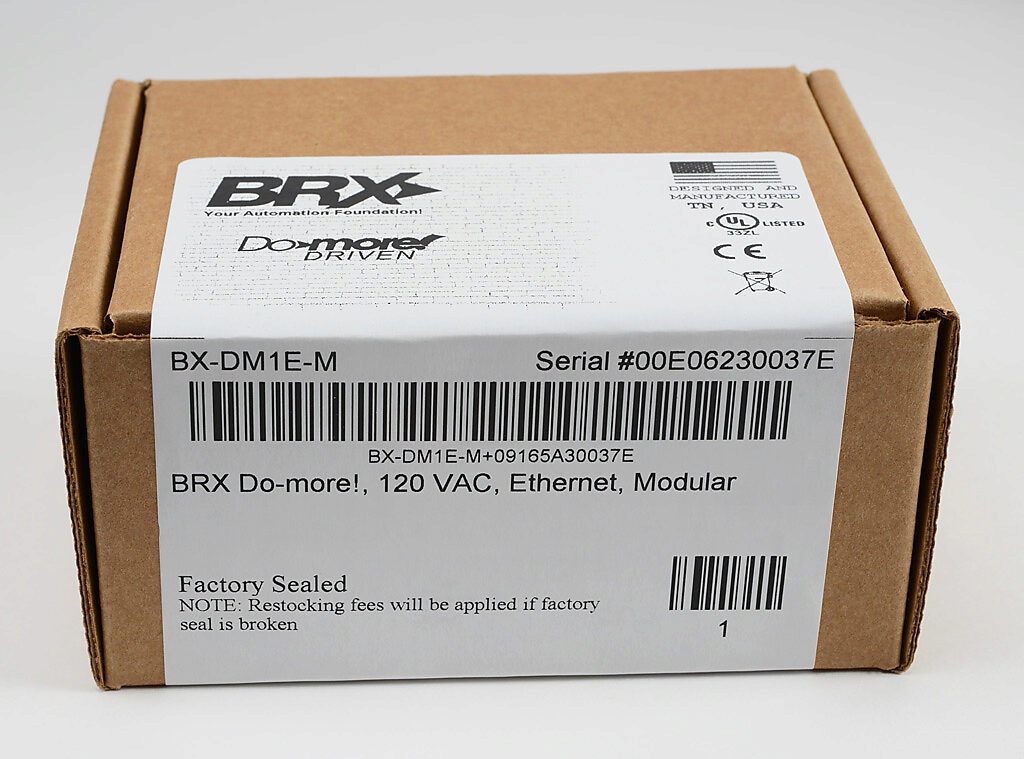 BRX
Your Automation Foundation!
Do-more!
DRIVEN
DESIGNED AND
MANUFACTURED
TN, USA
C UL LISTED
33ZL
CE
BX-DM1E-M
Serial #00E06230037E
BX-DM1E-M+09165A30037E
BRX Do-more!, 120 VAC, Ethernet, Modular
Factory Sealed
NOTE: Restocking fees will be applied if factory
seal is broken
1